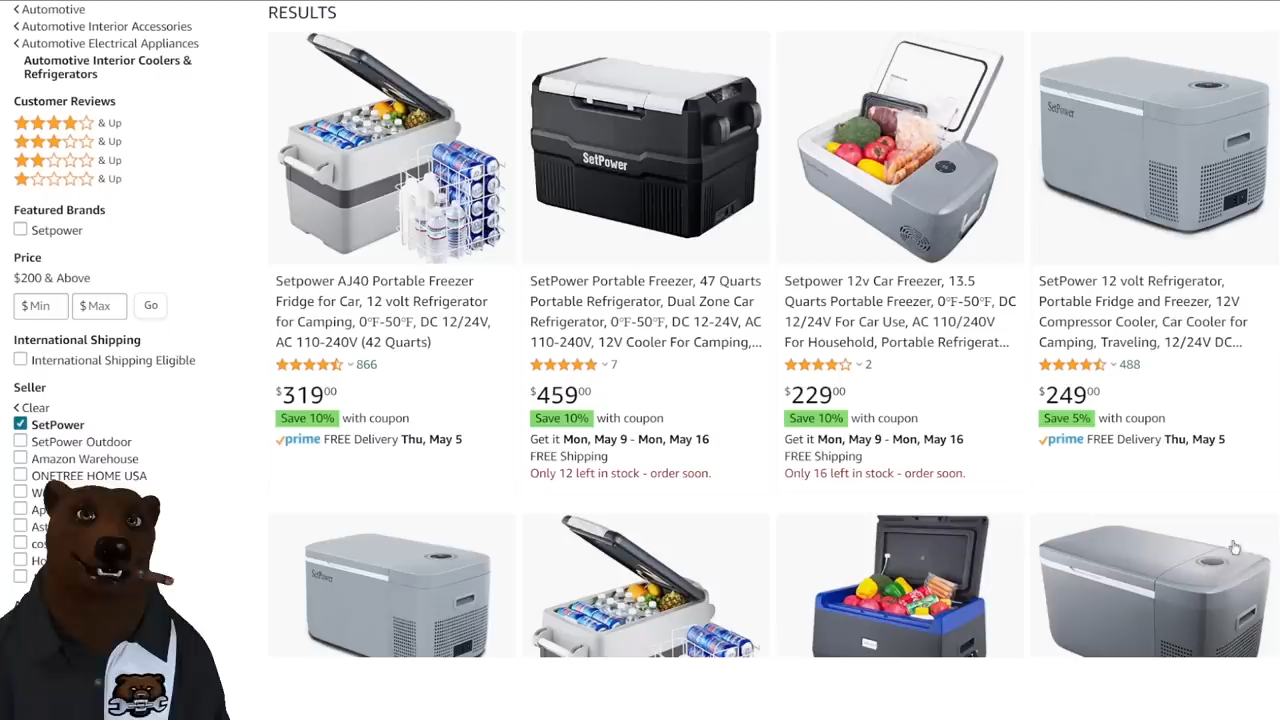 Automotive
Automotive Interior Accessories
Automotive Electrical Appliances
Automotive Interior Coolers &
Refrigerators
Customer Reviews
& Up
& Up
& Up
& Up
Featured Brands
Setpower
Price
$200 & Above
$ Min
$ Max
Go
International Shipping
International Shipping Eligible
Seller
Clear
SetPower
SetPower Outdoor
Amazon Warehouse
ONETREE HOME USA
RESULTS
Setpower AJ40 Portable Freezer
Fridge for Car, 12 volt Refrigerator
for Camping, 0℉-50℉, DC 12/24V,
AC 110-240V (42 Quarts)
866
$31900
Save 10% with coupon
prime FREE Delivery Thu, May 5
SetPower
SetPower Portable Freezer, 47 Quarts
Portable Refrigerator, Dual Zone Car
Refrigerator, 0℉-50℉, DC 12-24V, AC
110-240V, 12V Cooler For Camping,...
7
$45900
Save 10% with coupon
Get it Mon, May 9 - Mon, May 16
FREE Shipping
Only 12 left in stock - order soon.
Setpower 12v Car Freezer, 13.5
Quarts Portable Freezer, 0℉-50℉, DC
12/24V For Car Use, AC 110/240V
For Household, Portable Refrigerat...
2
$22900
Save 10% with coupon
Get it Mon, May 9 - Mon, May 16
FREE Shipping
Only 16 left in stock - order soon.
SetPower
SetPower 12 volt Refrigerator,
Portable Fridge and Freezer, 12V
Compressor Cooler, Car Cooler for
Camping, Traveling, 12/24V DC...
488
$24900
Save 5% with coupon
prime FREE Delivery Thu, May 5
SetPower